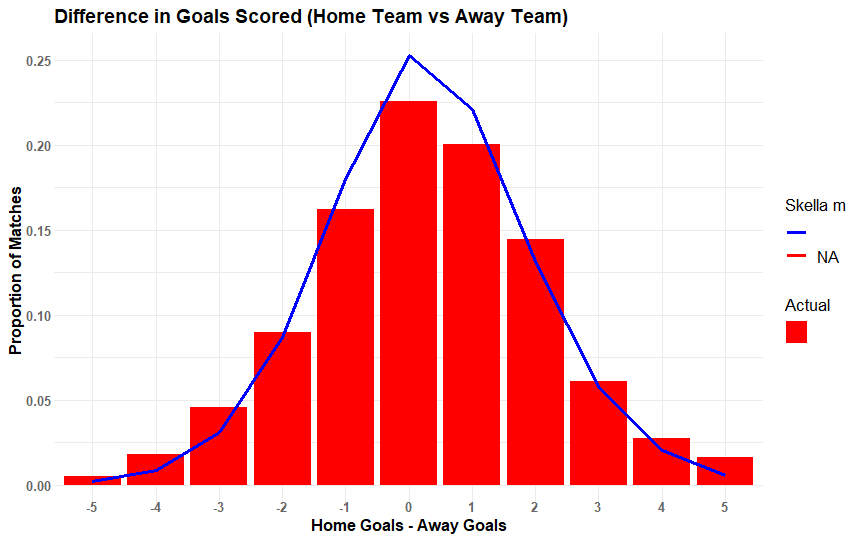 Difference in Goals Scored (Home Team vs Away Team)
Proportion of Matches
0.25
0.20
0.15
0.10
0.05
0.00
-5 -4 -3 -2 -1 0 1 2 3 4 5
Home Goals - Away Goals
Skella m
NA
Actual